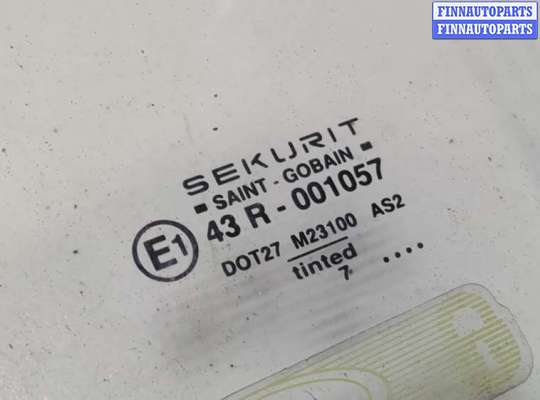 FINNAUTOPARTS
FINNAUTOPARTS
SEKURIT
SAINT - GOBAIN
E1 43 R - 001057
DOT27 M23100 AS2
tinted
7 ....